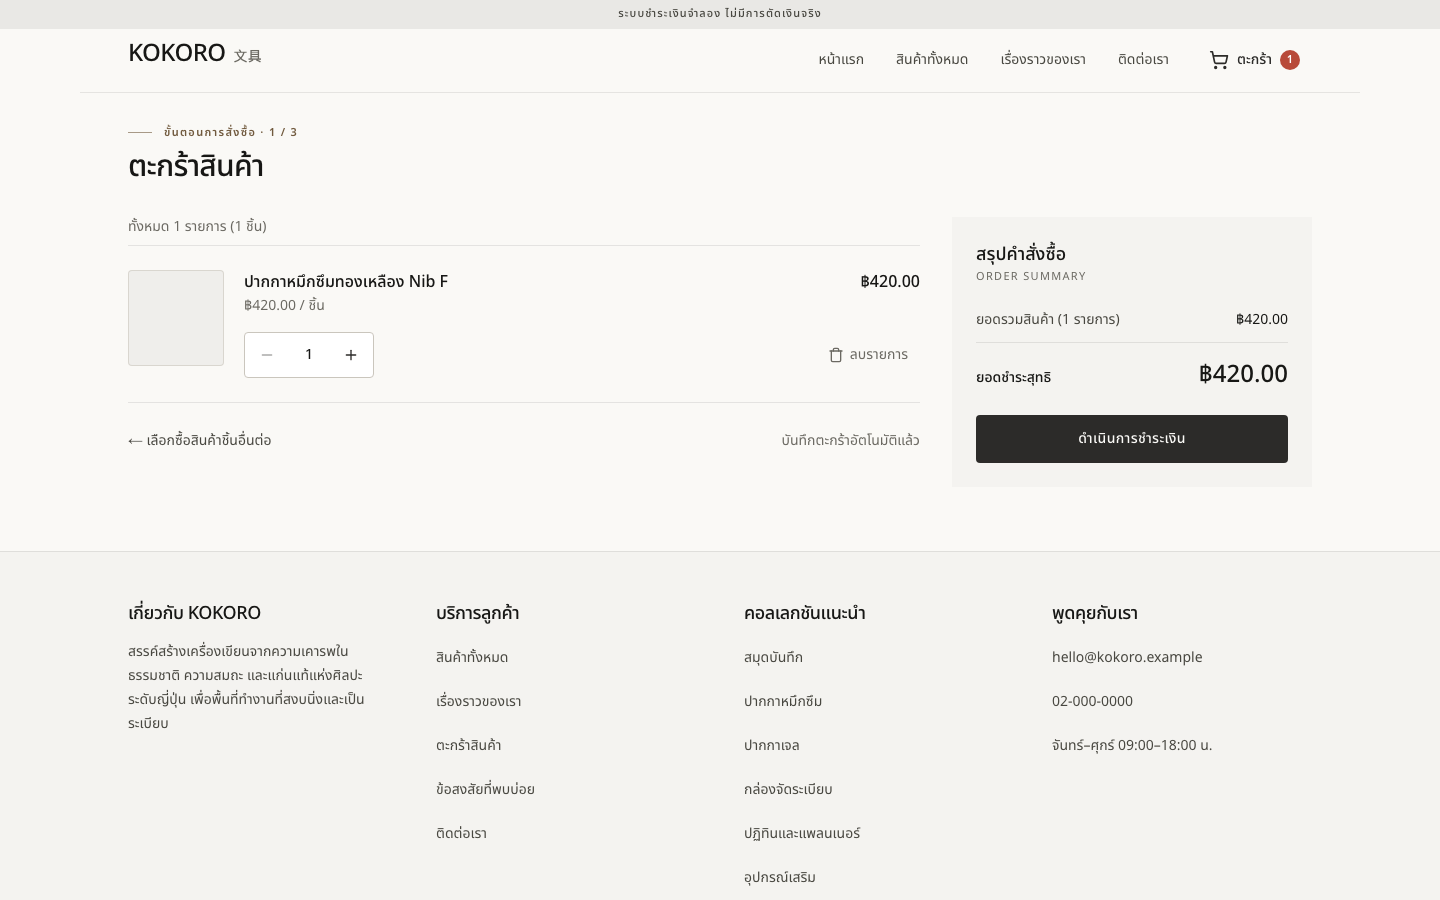 ระบบชำระเงินจำลอง ไม่มีการตัดเงินจริง
KOKORO 文具
หน้าแรก
สินค้าทั้งหมด
เรื่องราวของเรา
ติดต่อเรา
ตะกร้า 1
ขั้นตอนการสั่งซื้อ · 1 / 3
ตะกร้าสินค้า
ทั้งหมด 1 รายการ (1 ชิ้น)
ปากกาหมึกซึมทองเหลือง Nib F
฿420.00
฿420.00 / ชิ้น
− 1 +
ลบรายการ
← เลือกซื้อสินค้าชิ้นอื่นต่อ
บันทึกตะกร้าอัตโนมัติแล้ว
สรุปคำสั่งซื้อ
ORDER SUMMARY
ยอดรวมสินค้า (1 รายการ) ฿420.00
ยอดชำระสุทธิ ฿420.00
ดำเนินการชำระเงิน
เกี่ยวกับ KOKORO
สรรค์สร้างเครื่องเขียนจากความเคารพใน
ธรรมชาติ ความสมถะ และแก่นแท้แห่งศิลปะ
ระดับญี่ปุ่น เพื่อพื้นที่ทำงานที่สงบนิ่งและเป็น
ระเบียบ
บริการลูกค้า
สินค้าทั้งหมด
เรื่องราวของเรา
ตะกร้าสินค้า
ข้อสงสัยที่พบบ่อย
ติดต่อเรา
คอลเลกชันแนะนำ
สมุดบันทึก
ปากกาหมึกซึม
ปากกาเจล
กล่องจัดระเบียบ
ปฏิทินและแพลนเนอร์
อุปกรณ์เสริม
พูดคุยกับเรา
hello@kokoro.example
02-000-0000
จันทร์–ศุกร์ 09:00–18:00 น.